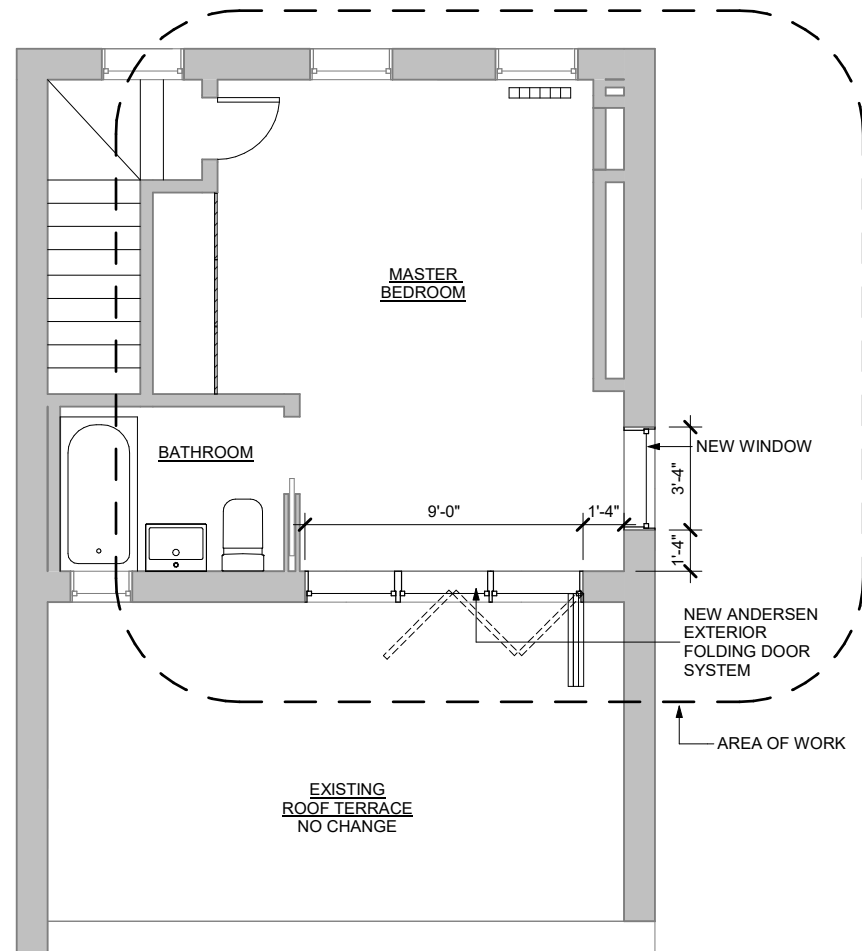 MASTER
BEDROOM
BATHROOM
NEW WINDOW
3'-4"
9'-0"
1'-4"
1'-4"
NEW ANDERSEN
EXTERIOR
FOLDING DOOR
SYSTEM
AREA OF WORK
EXISTING
ROOF TERRACE
NO CHANGE